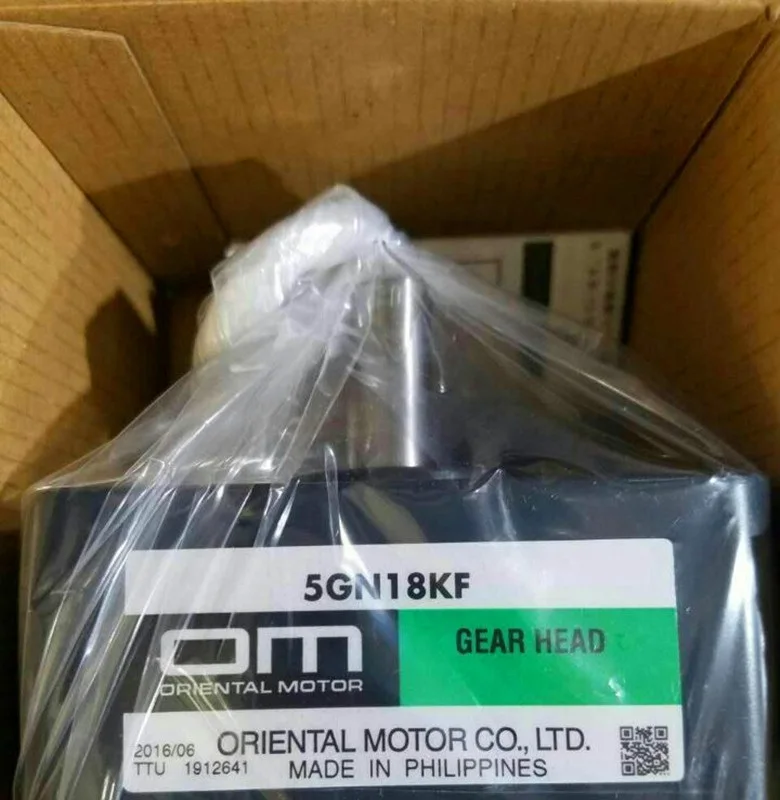 5GN18KF
OM
ORIENTAL MOTOR
GEAR HEAD
2016/06 ORIENTAL MOTOR CO., LTD.
TTU 1912641 MADE IN PHILIPPINES